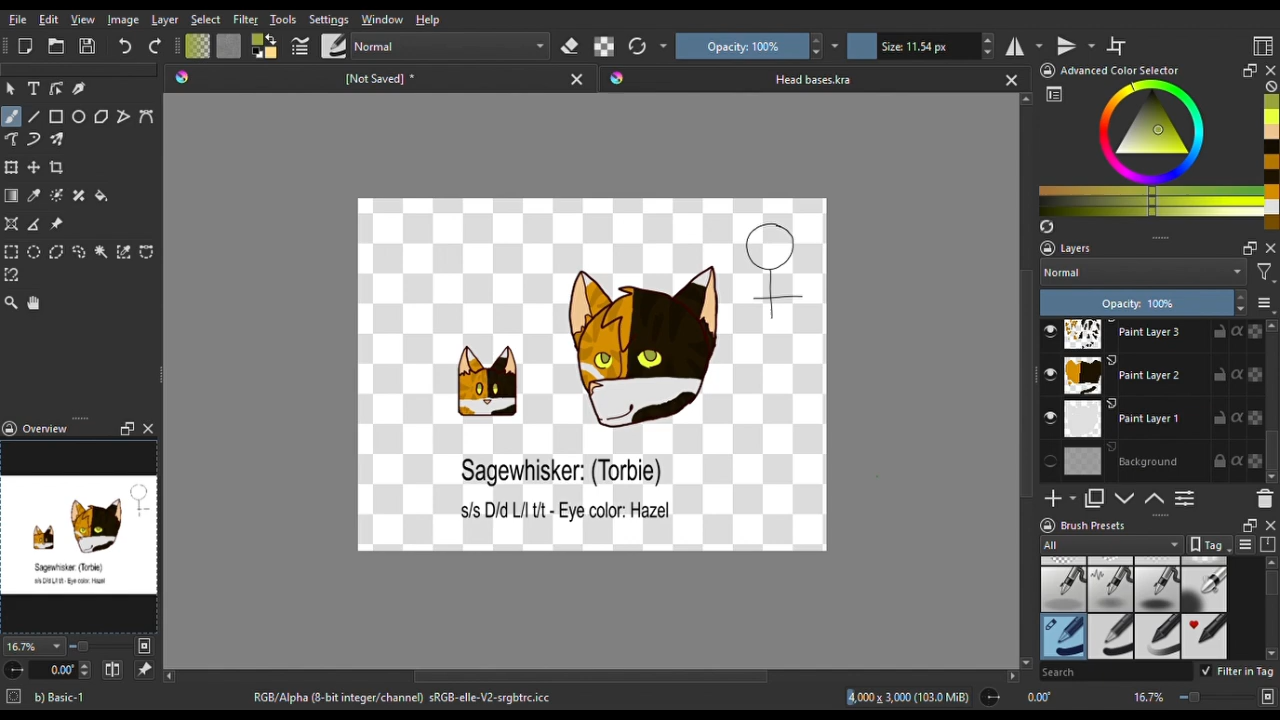 File Edit View Image Layer Select Filter Tools Settings Window Help
Normal Opacity: 100% Size: 11.54 px
[Not Saved] * Head bases.kra
Advanced Color Selector
Layers
Normal
Opacity: 100%
Paint Layer 3
Paint Layer 2
Paint Layer 1
Background
Sagewhisker: (Torbie)
s/s D/d L/l t/t - Eye color: Hazel
Overview
Sagewhisker: (Torbie)
s/s D/d L/l t/t - Eye color: Hazel
16.7%
0.00°
Brush Presets
All Tag
Search Filter in Tag
b) Basic-1 RGB/Alpha (8-bit integer/channel) sRGB-elle-V2-srgbtrc.icc 4,000 x 3,000 (103.0 MiB) 0.00° 16.7%